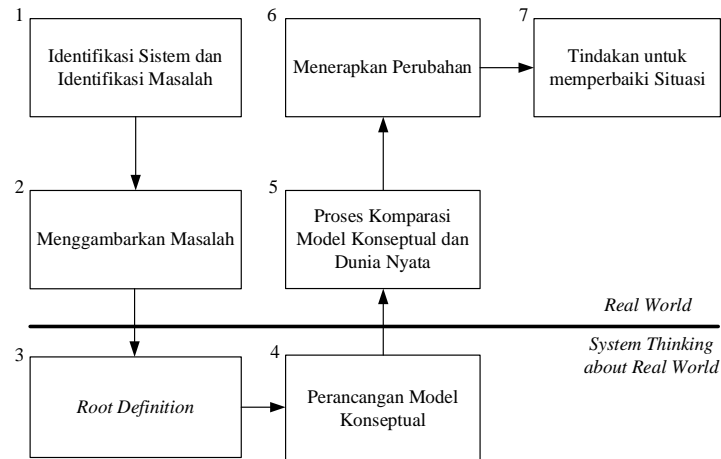 1
Identifikasi Sistem dan
Identifikasi Masalah
2
Menggambarkan Masalah
3
Root Definition
4
Perancangan Model
Konseptual
5
Proses Komparasi
Model Konseptual dan
Dunia Nyata
6
Menerapkan Perubahan
7
Tindakan untuk
memperbaiki Situasi
Real World
System Thinking
about Real World